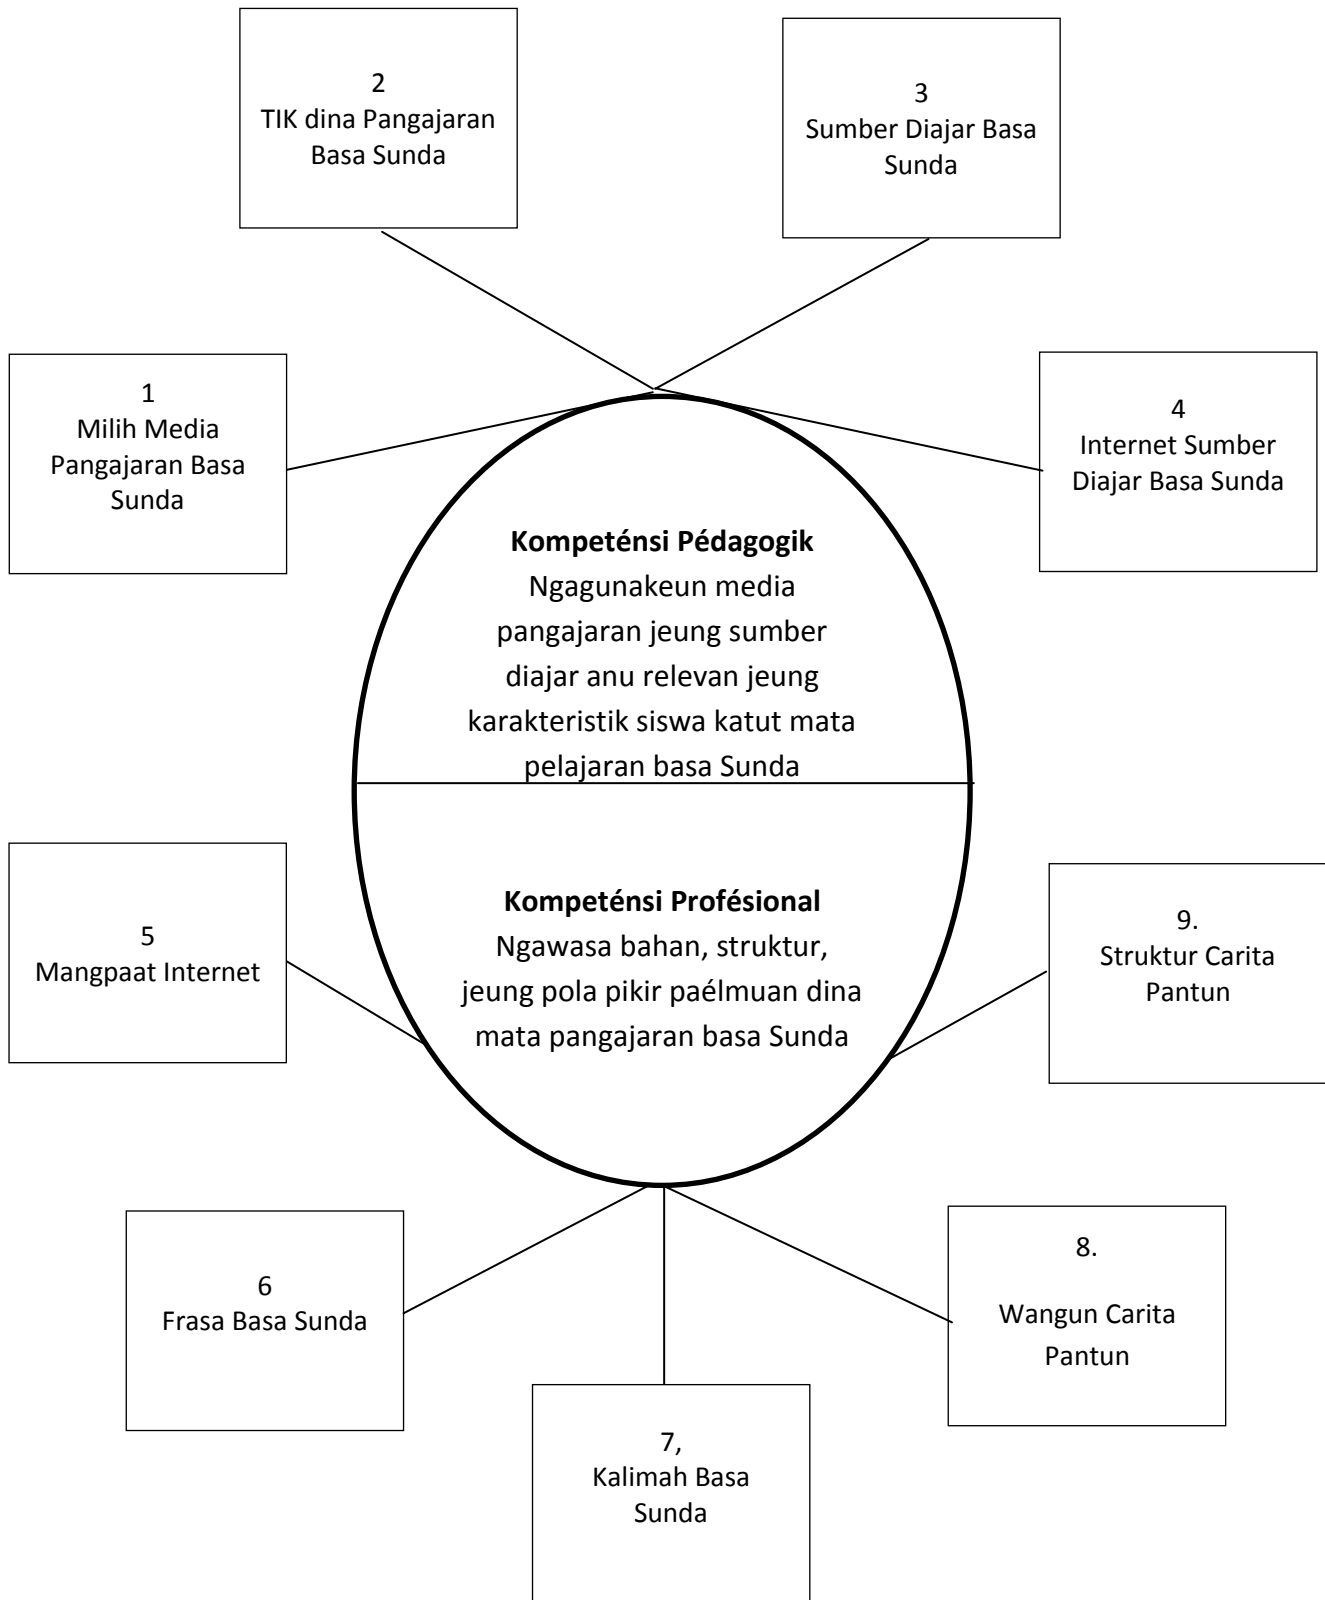 2
TIK dina Pangajaran
Basa Sunda
3
Sumber Diajar Basa
Sunda
1
Milih Media
Pangajaran Basa
Sunda
4
Internet Sumber
Diajar Basa Sunda
Kompeténsi Pédagogik
Ngagunakeun media
pangajaran jeung sumber
diajar anu relevan jeung
karakteristik siswa katut mata
pelajaran basa Sunda
Kompeténsi Profésional
Ngawasa bahan, struktur,
jeung pola pikir paélmuan dina
mata pangajaran basa Sunda
5
Mangpaat Internet
9.
Struktur Carita
Pantun
6
Frasa Basa Sunda
7,
Kalimah Basa
Sunda
8.
Wangun Carita
Pantun